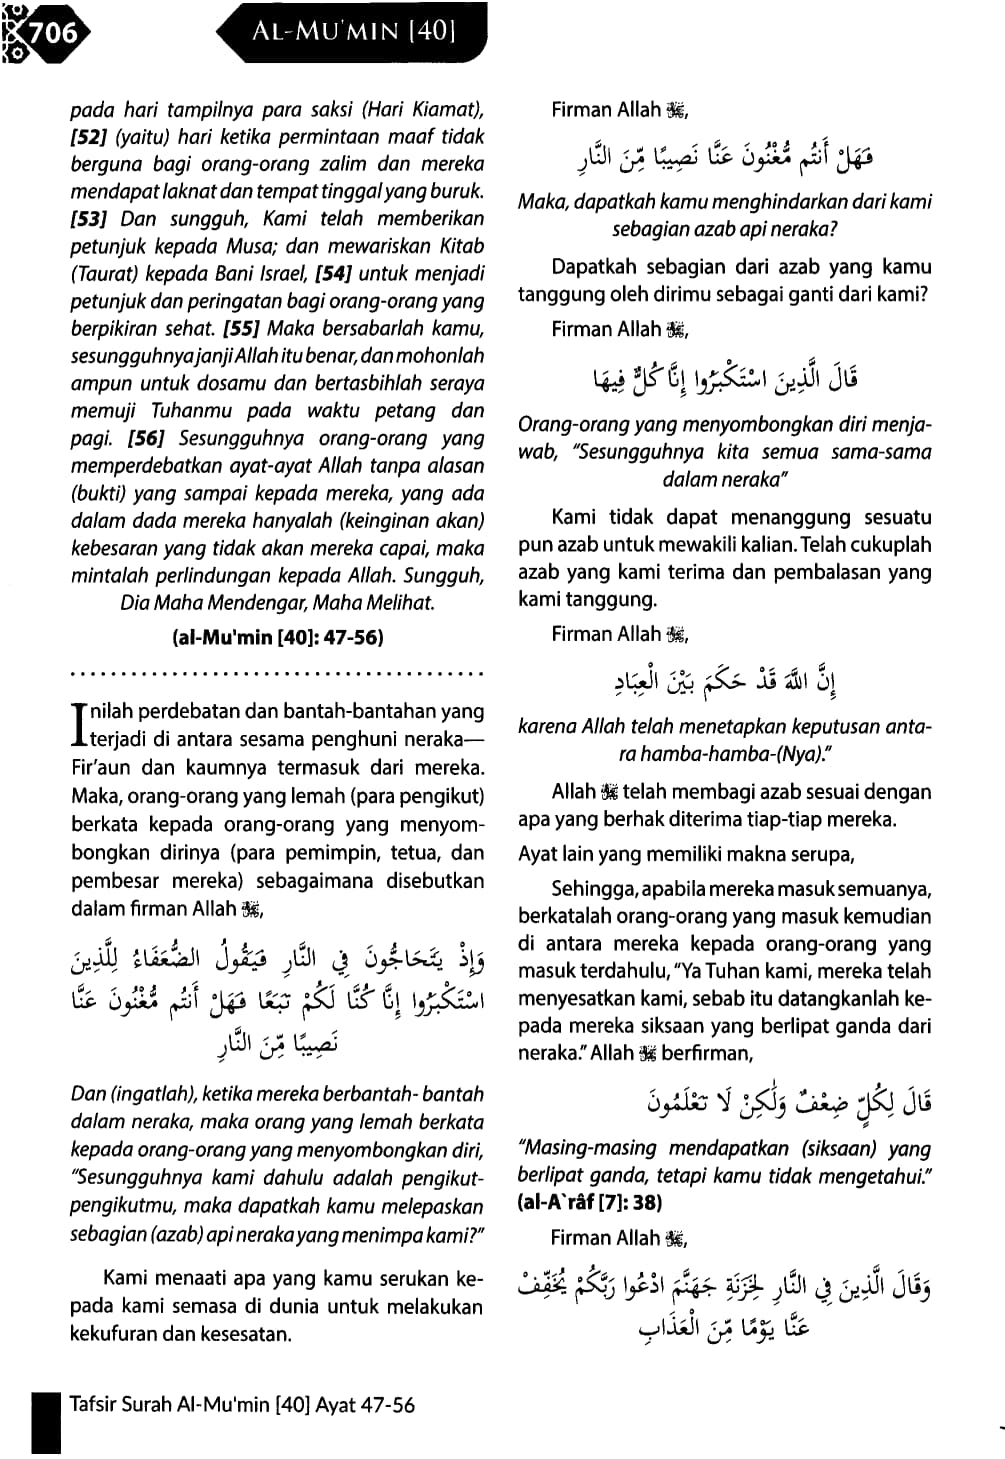 706
AL-MU'MIN [40]
pada hari tampilnya para saksi (Hari Kiamat),
[52] (yaitu) hari ketika permintaan maaf tidak
berguna bagi orang-orang zalim dan mereka
mendapat laknat dan tempat tinggal yang buruk.
[53] Dan sungguh, Kami telah memberikan
petunjuk kepada Musa; dan mewariskan Kitab
(Taurat) kepada Bani Israel, [54] untuk menjadi
petunjuk dan peringatan bagi orang-orang yang
berpikiran sehat. [55] Maka bersabarlah kamu,
sesungguhnya janji Allah itu benar, dan mohonlah
ampun untuk dosamu dan bertasbihlah seraya
memuji Tuhanmu pada waktu petang dan
pagi. [56] Sesungguhnya orang-orang yang
memperdebatkan ayat-ayat Allah tanpa alasan
(bukti) yang sampai kepada mereka, yang ada
dalam dada mereka hanyalah (keinginan akan)
kebesaran yang tidak akan mereka capai, maka
mintalah perlindungan kepada Allah. Sungguh,
Dia Maha Mendengar, Maha Melihat.
(al-Mu'min [40]: 47-56)
Inilah perdebatan dan bantah-bantahan yang
terjadi di antara sesama penghuni neraka—
Fir'aun dan kaumnya termasuk dari mereka.
Maka, orang-orang yang lemah (para pengikut)
berkata kepada orang-orang yang menyom-
bongkan dirinya (para pemimpin, tetua, dan
pembesar mereka) sebagaimana disebutkan
dalam firman Allah ﷻ,
وَإِذْ يَتَحَاجُّونَ فِي النَّارِ فَيَقُولُ الضُّعَفَاءُ لِلَّذِينَ
اسْتَكْبَرُوا إِنَّا كُنَّا لَكُمْ تَبَعًا فَهَلْ أَنتُم مُّغْنُونَ عَنَّا
نَصِيبًا مِّنَ النَّارِ
Dan (ingatlah), ketika mereka berbantah- bantah
dalam neraka, maka orang yang lemah berkata
kepada orang-orang yang menyombongkan diri,
“Sesungguhnya kami dahulu adalah pengikut-
pengikutmu, maka dapatkah kamu melepaskan
sebagian (azab) api neraka yang menimpa kami?”
Kami menaati apa yang kamu serukan ke-
pada kami semasa di dunia untuk melakukan
kekufuran dan kesesatan.
Firman Allah ﷻ,
فَهَلْ أَنتُم مُّغْنُونَ عَنَّا نَصِيبًا مِّنَ النَّارِ
Maka, dapatkah kamu menghindarkan dari kami
sebagian azab api neraka?
Dapatkah sebagian dari azab yang kamu
tanggung oleh dirimu sebagai ganti dari kami?
Firman Allah ﷻ,
قَالَ الَّذِينَ اسْتَكْبَرُوا إِنَّا كُلٌّ فِيهَا
Orang-orang yang menyombongkan diri menja-
wab, “Sesungguhnya kita semua sama-sama
dalam neraka”
Kami tidak dapat menanggung sesuatu
pun azab untuk mewakili kalian. Telah cukuplah
azab yang kami terima dan pembalasan yang
kami tanggung.
Firman Allah ﷻ,
إِنَّ اللَّهَ قَدْ حَكَمَ بَيْنَ الْعِبَادِ
karena Allah telah menetapkan keputusan anta-
ra hamba-hamba-(Nya).”
Allah ﷻ telah membagi azab sesuai dengan
apa yang berhak diterima tiap-tiap mereka.
Ayat lain yang memiliki makna serupa,
Sehingga, apabila mereka masuk semuanya,
berkatalah orang-orang yang masuk kemudian
di antara mereka kepada orang-orang yang
masuk terdahulu, “Ya Tuhan kami, mereka telah
menyesatkan kami, sebab itu datangkanlah ke-
pada mereka siksaan yang berlipat ganda dari
neraka.” Allah ﷻ berfirman,
قَالَ لِكُلٍّ ضِعْفٌ وَلَٰكِنْ لَا تَعْلَمُونَ
“Masing-masing mendapatkan (siksaan) yang
berlipat ganda, tetapi kamu tidak mengetahui.”
(al-A`râf [7]: 38)
Firman Allah ﷻ,
وَقَالَ الَّذِينَ فِي النَّارِ لِخَزَنَةِ جَهَنَّمَ ادْعُوا رَبَّكُمْ يُخَفِّفْ
عَنَّا يَوْمًا مِّنَ الْعَذَابِ
Tafsir Surah Al-Mu'min [40] Ayat 47-56